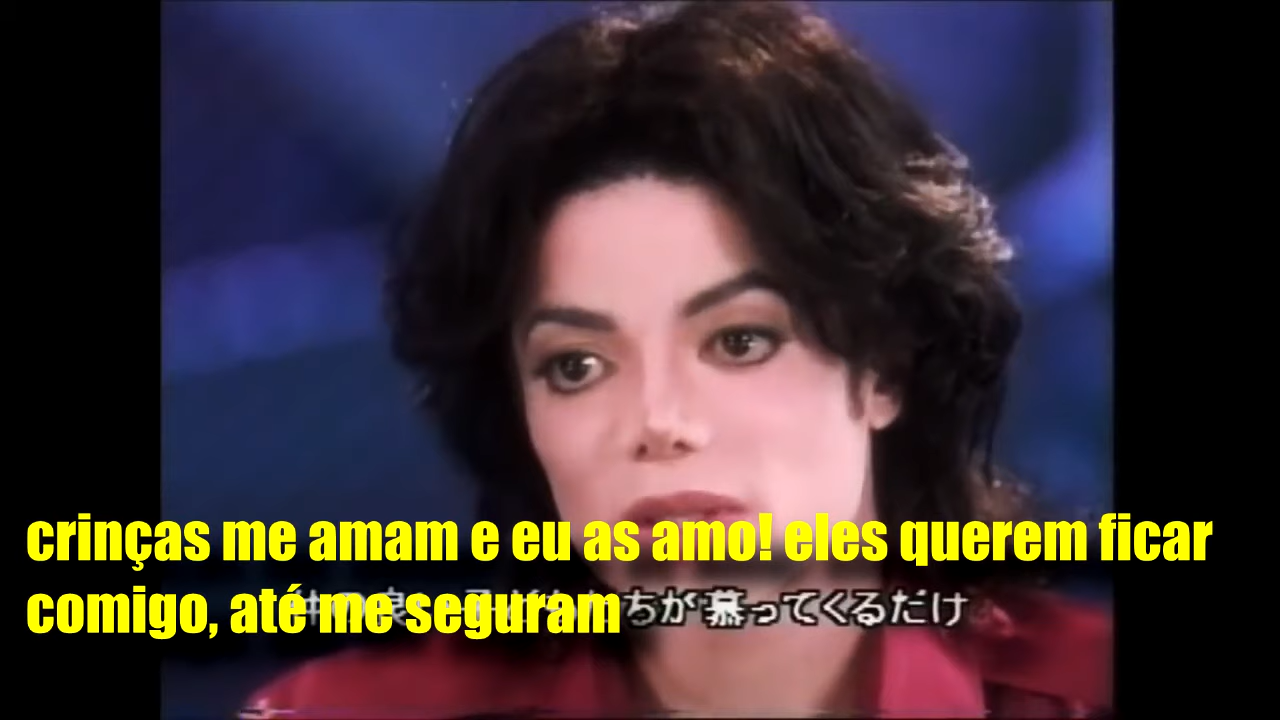 crinças me amam e eu as amo! eles querem ficar
comigo, até me seguram
ちが慕ってくるだけ